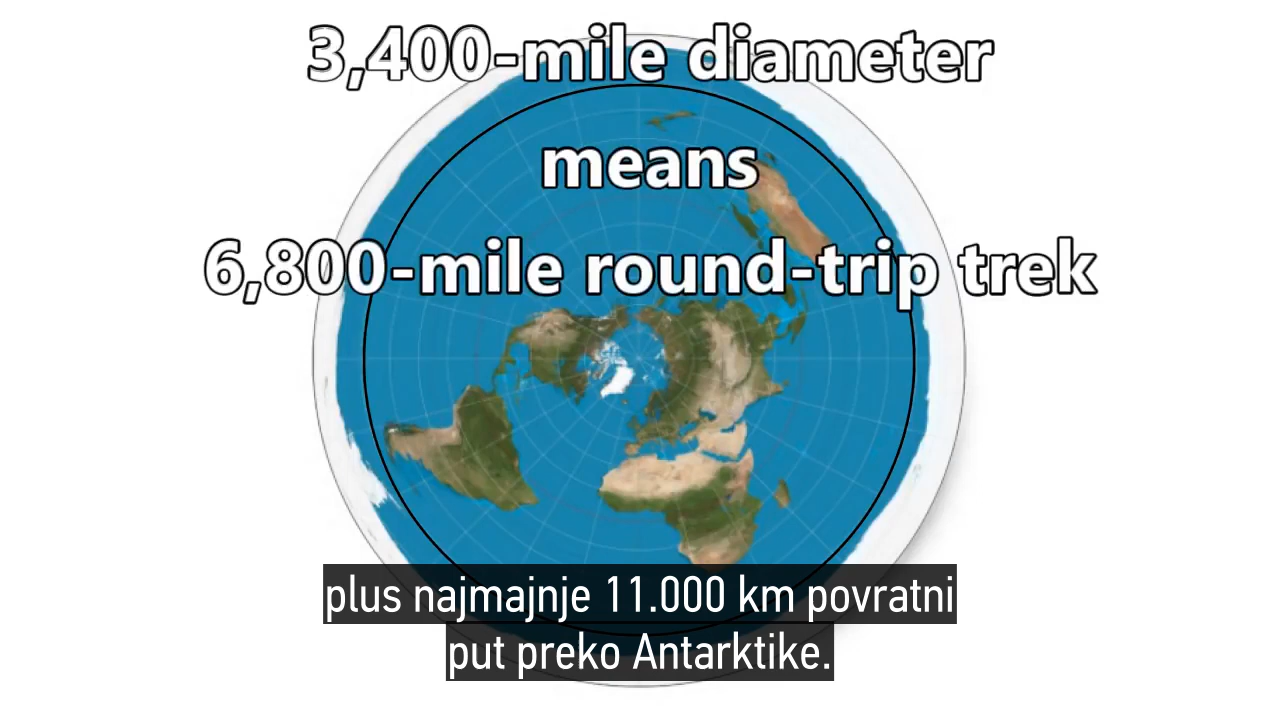 3,400-mile diameter
means
6,800-mile round-trip trek
plus najmajnje 11.000 km povratni
put preko Antarktike.